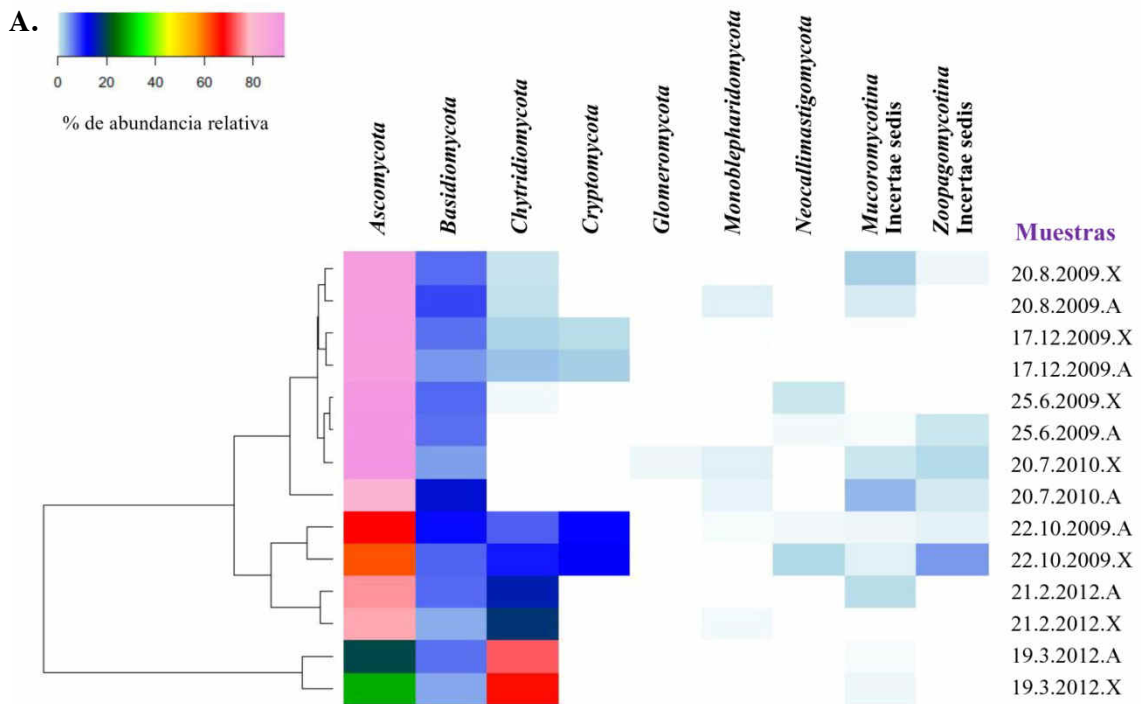 A.
0 20 40 60 80
% de abundancia relativa
Ascomycota
Basidiomycota
Chytridiomycota
Cryptomycota
Glomeromycota
Monoblepharidomycota
Neocallimastigomycota
Mucoromycotina
Incertae sedis
Zoopagomycotina
Incertae sedis
Muestras
20.8.2009.X
20.8.2009.A
17.12.2009.X
17.12.2009.A
25.6.2009.X
25.6.2009.A
20.7.2010.X
20.7.2010.A
22.10.2009.A
22.10.2009.X
21.2.2012.A
21.2.2012.X
19.3.2012.A
19.3.2012.X